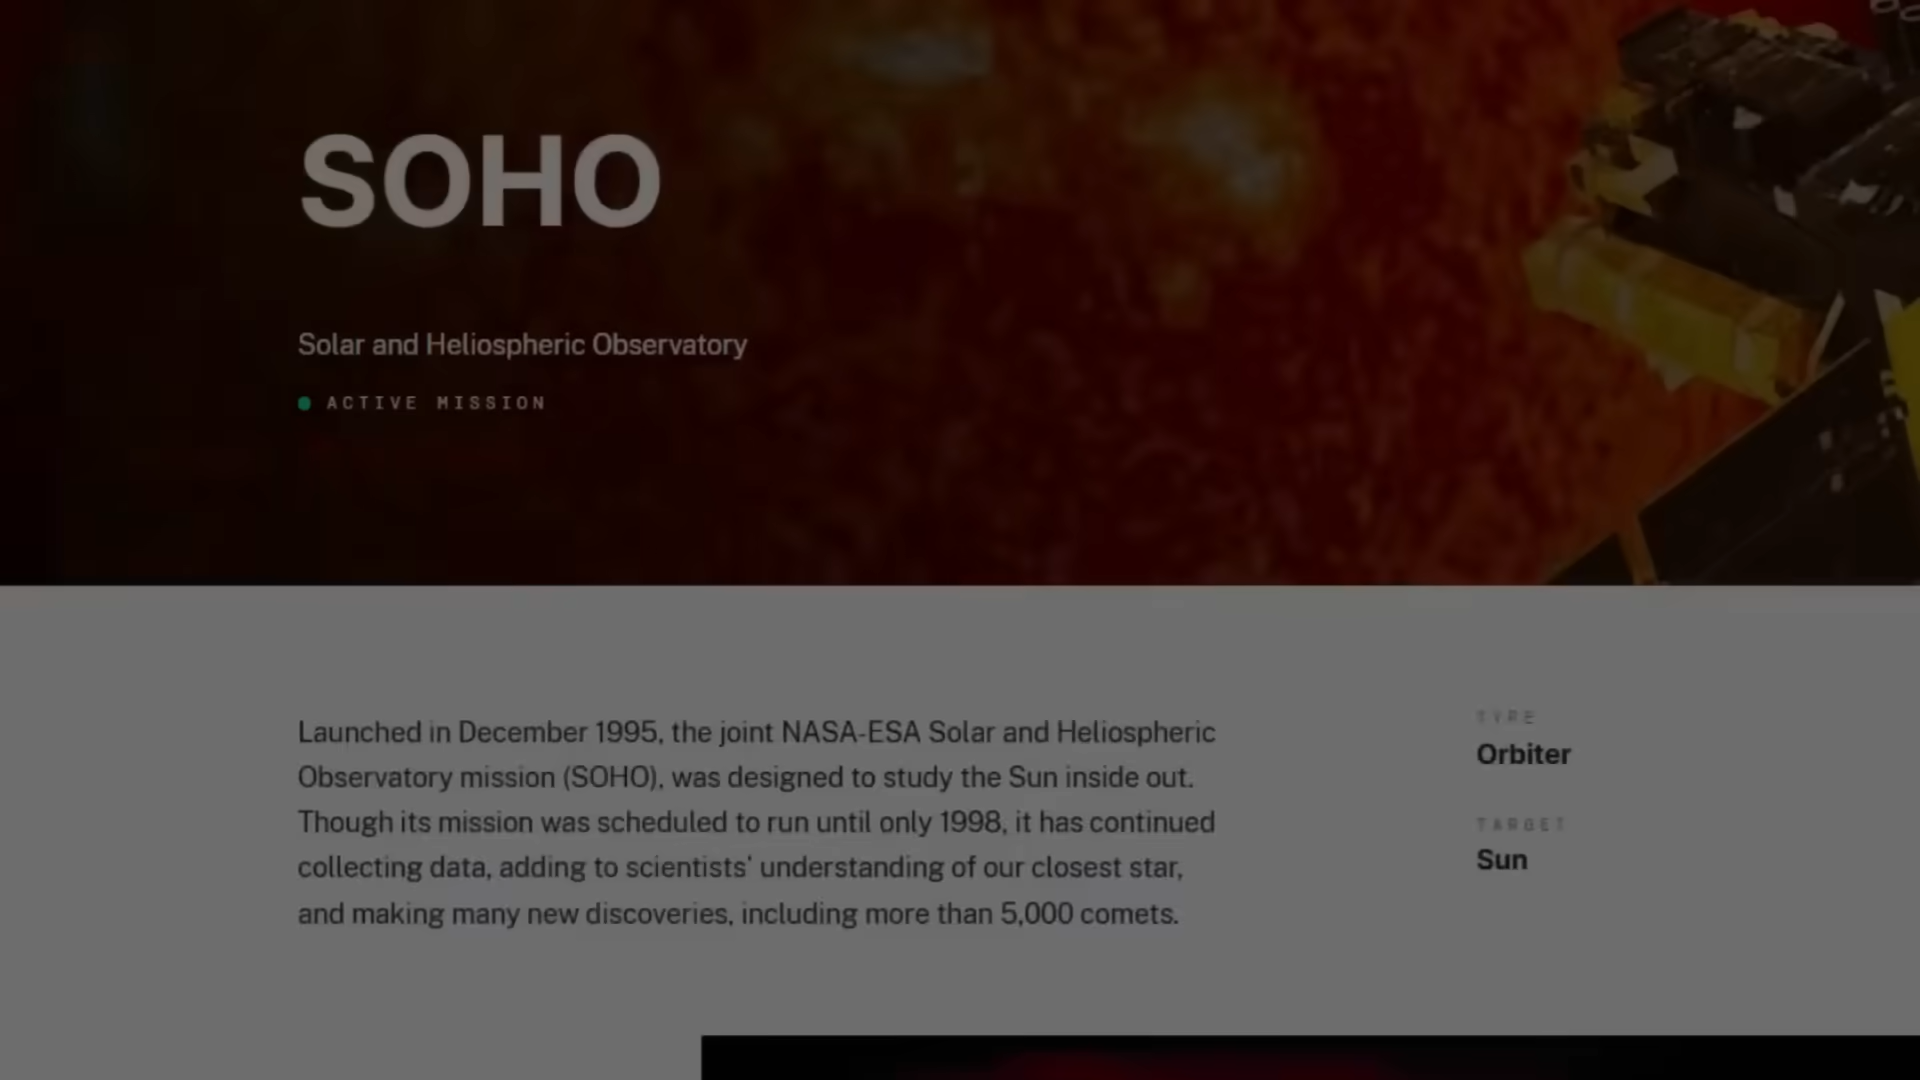 SOHO
Solar and Heliospheric Observatory
ACTIVE MISSION
Launched in December 1995, the joint NASA-ESA Solar and Heliospheric
Observatory mission (SOHO), was designed to study the Sun inside out.
Though its mission was scheduled to run until only 1998, it has continued
collecting data, adding to scientists' understanding of our closest star,
and making many new discoveries, including more than 5,000 comets.
TYPE
Orbiter
TARGET
Sun